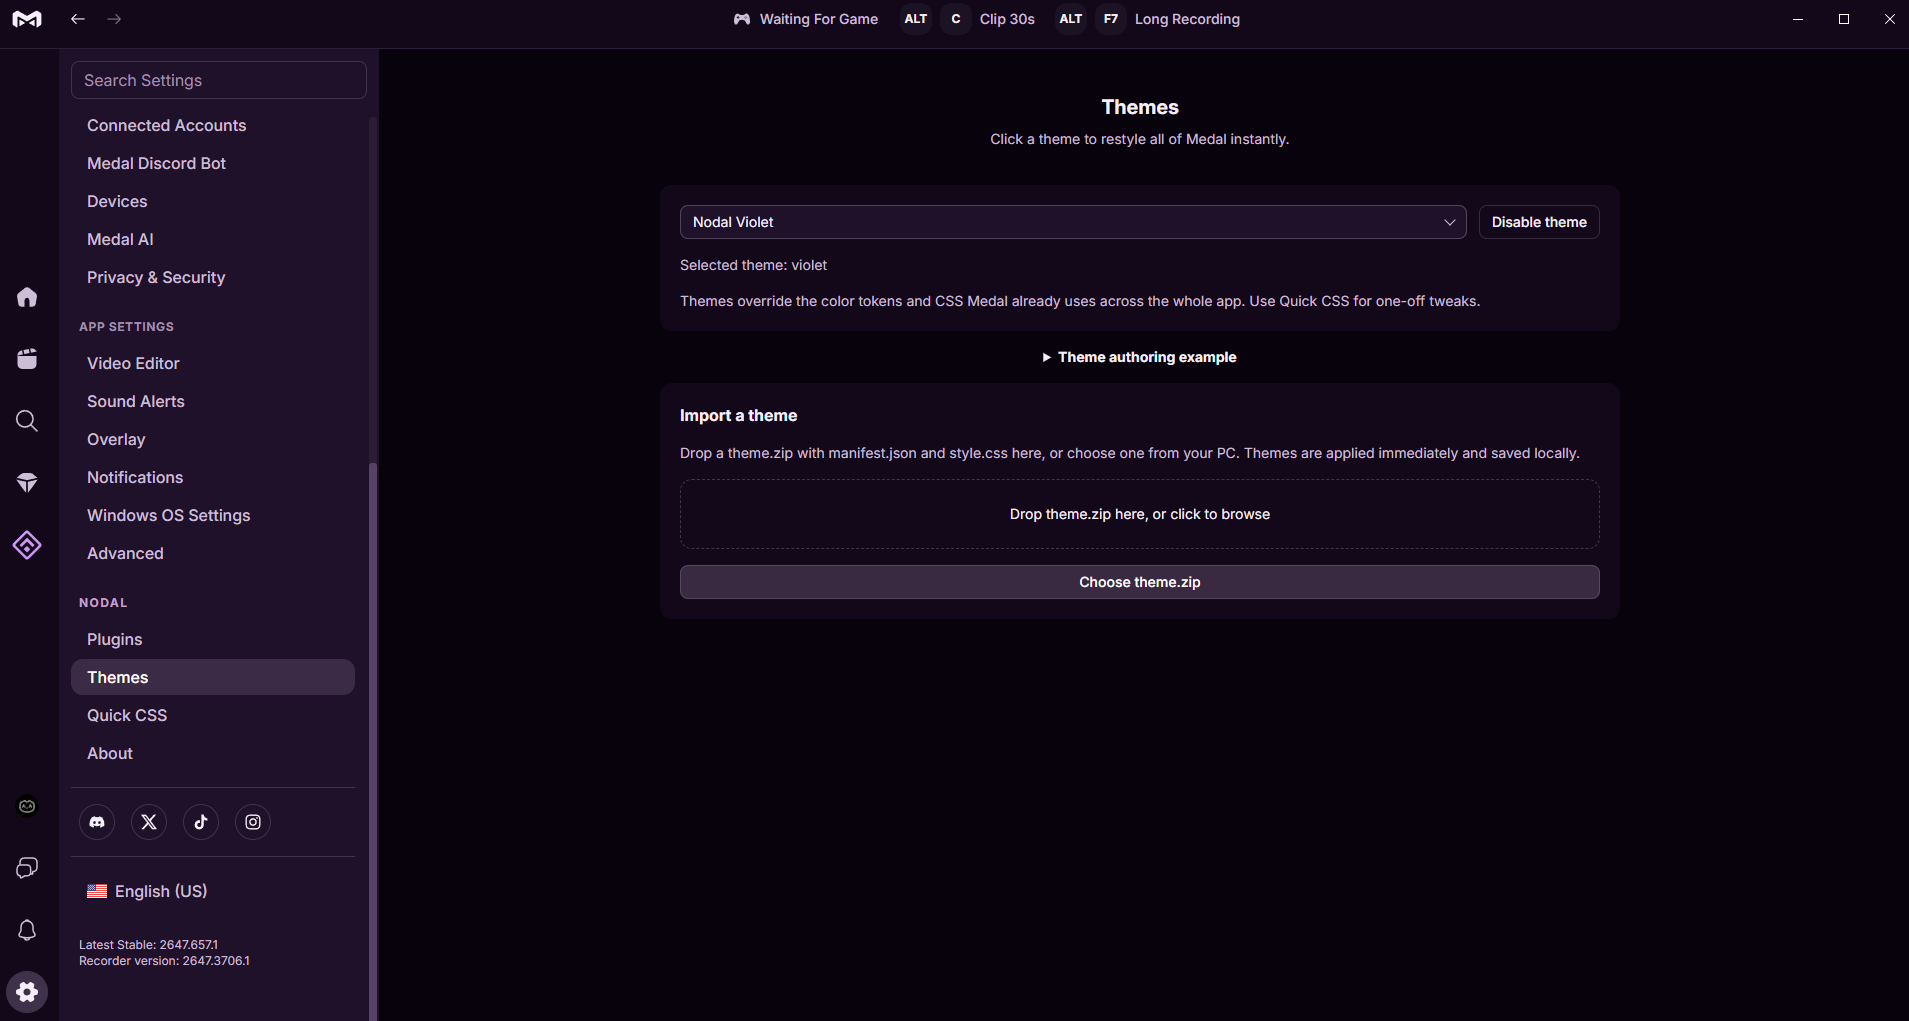 Waiting For Game ALT C Clip 30s ALT F7 Long Recording
Search Settings
Connected Accounts
Medal Discord Bot
Devices
Medal AI
Privacy & Security
APP SETTINGS
Video Editor
Sound Alerts
Overlay
Notifications
Windows OS Settings
Advanced
NODAL
Plugins
Themes
Quick CSS
About
English (US)
Latest Stable: 2647.657.1
Recorder version: 2647.3706.1
Themes
Click a theme to restyle all of Medal instantly.
Nodal Violet
Disable theme
Selected theme: violet
Themes override the color tokens and CSS Medal already uses across the whole app. Use Quick CSS for one-off tweaks.
Theme authoring example
Import a theme
Drop a theme.zip with manifest.json and style.css here, or choose one from your PC. Themes are applied immediately and saved locally.
Drop theme.zip here, or click to browse
Choose theme.zip